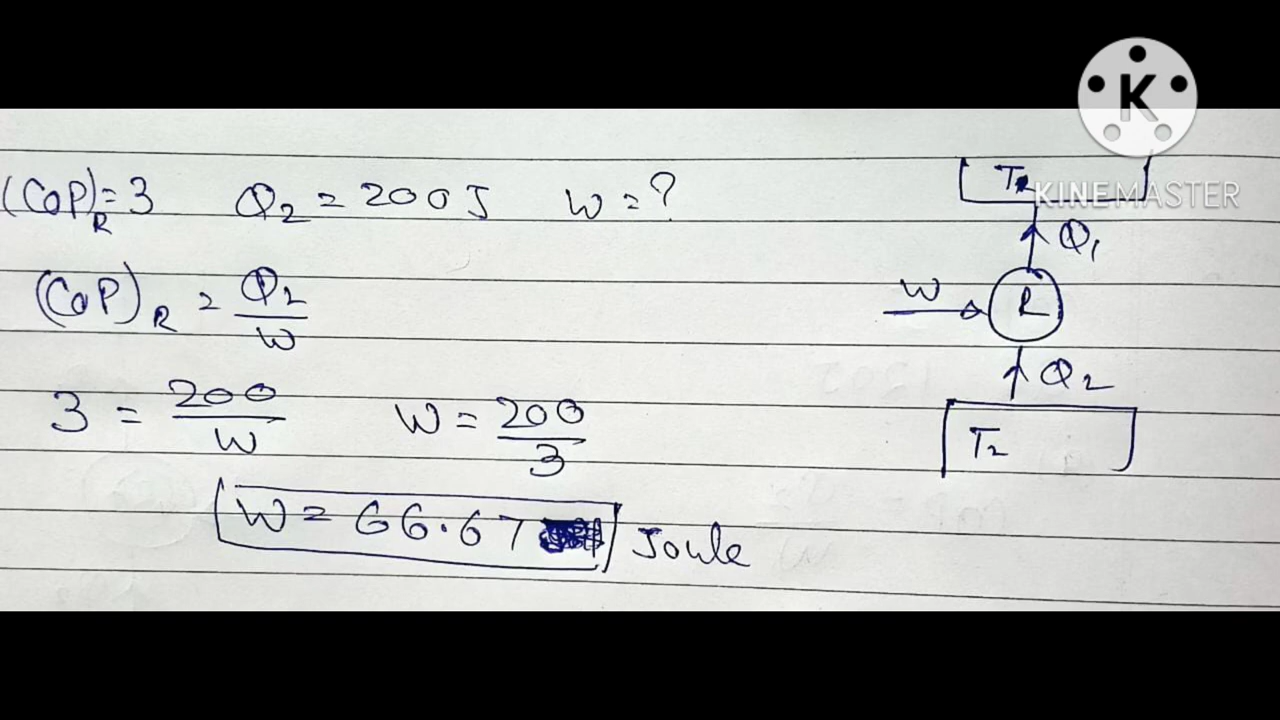 K
KINEMASTER
(COP)R = 3 Q2 = 200 J W = ?
(COP)R = Q2/W
3 = 200/W W = 200/3
W = 66.67 Joule
Q1
W R
Q2
T2